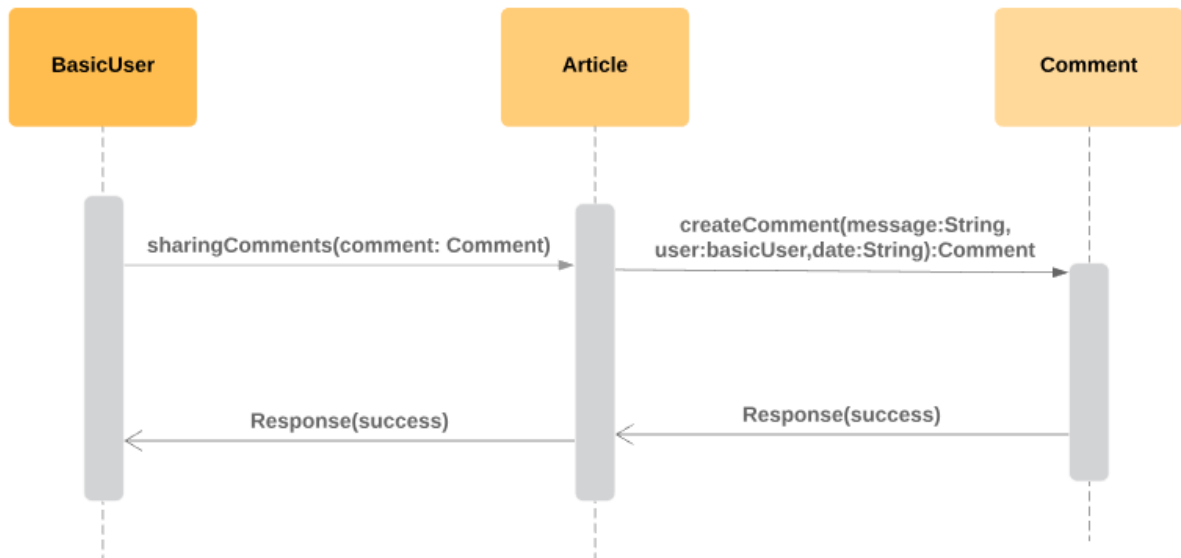 BasicUser
Article
Comment
sharingComments(comment: Comment)
createComment(message:String,
user:basicUser,date:String):Comment
Response(success)
Response(success)